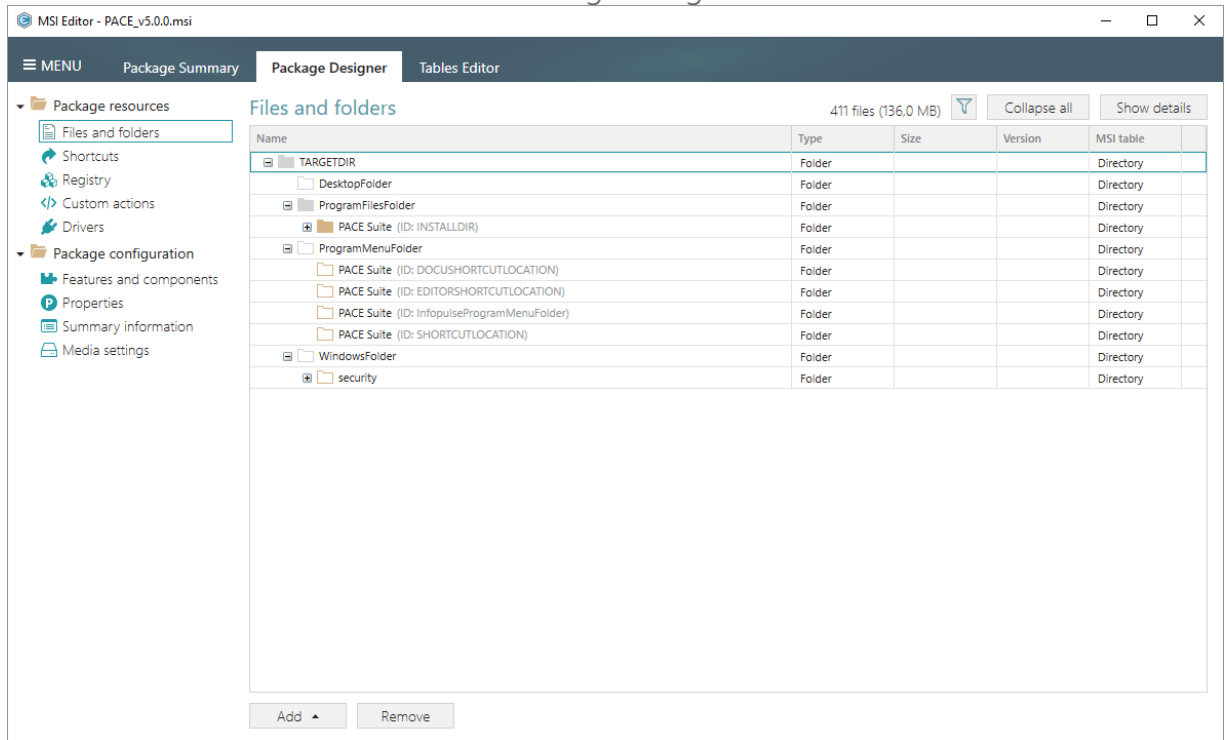 MSI Editor - PACE_v5.0.0.msi
MENU Package Summary Package Designer Tables Editor
Package resources
Files and folders
Shortcuts
Registry
Custom actions
Drivers
Package configuration
Features and components
Properties
Summary information
Media settings
Files and folders 411 files (136.0 MB) Collapse all Show details
Name Type Size Version MSI table
TARGETDIR Folder Directory
DesktopFolder Folder Directory
ProgramFilesFolder Folder Directory
PACE Suite (ID: INSTALLDIR) Folder Directory
ProgramMenuFolder Folder Directory
PACE Suite (ID: DOCUSHORTCUTLOCATION) Folder Directory
PACE Suite (ID: EDITORSHORTCUTLOCATION) Folder Directory
PACE Suite (ID: InfopulseProgramMenuFolder) Folder Directory
PACE Suite (ID: SHORTCUTLOCATION) Folder Directory
WindowsFolder Folder Directory
security Folder Directory
Add Remove